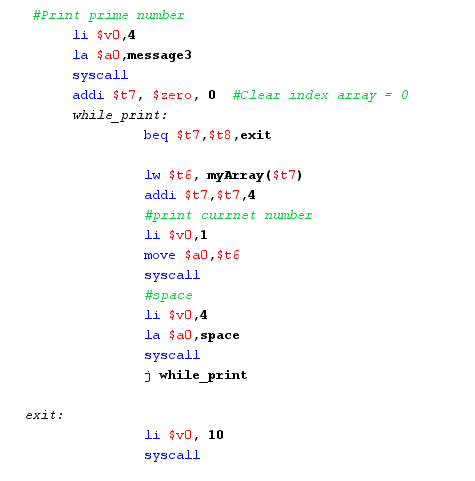 #Print prime number
li $v0,4
la $a0,message3
syscall
addi $t7, $zero, 0 #Clear index array = 0
while_print:
beq $t7,$t8,exit
lw $t6, myArray($t7)
addi $t7,$t7,4
#print currnet number
li $v0,1
move $a0,$t6
syscall
#space
li $v0,4
la $a0,space
syscall
j while_print
exit:
li $v0, 10
syscall